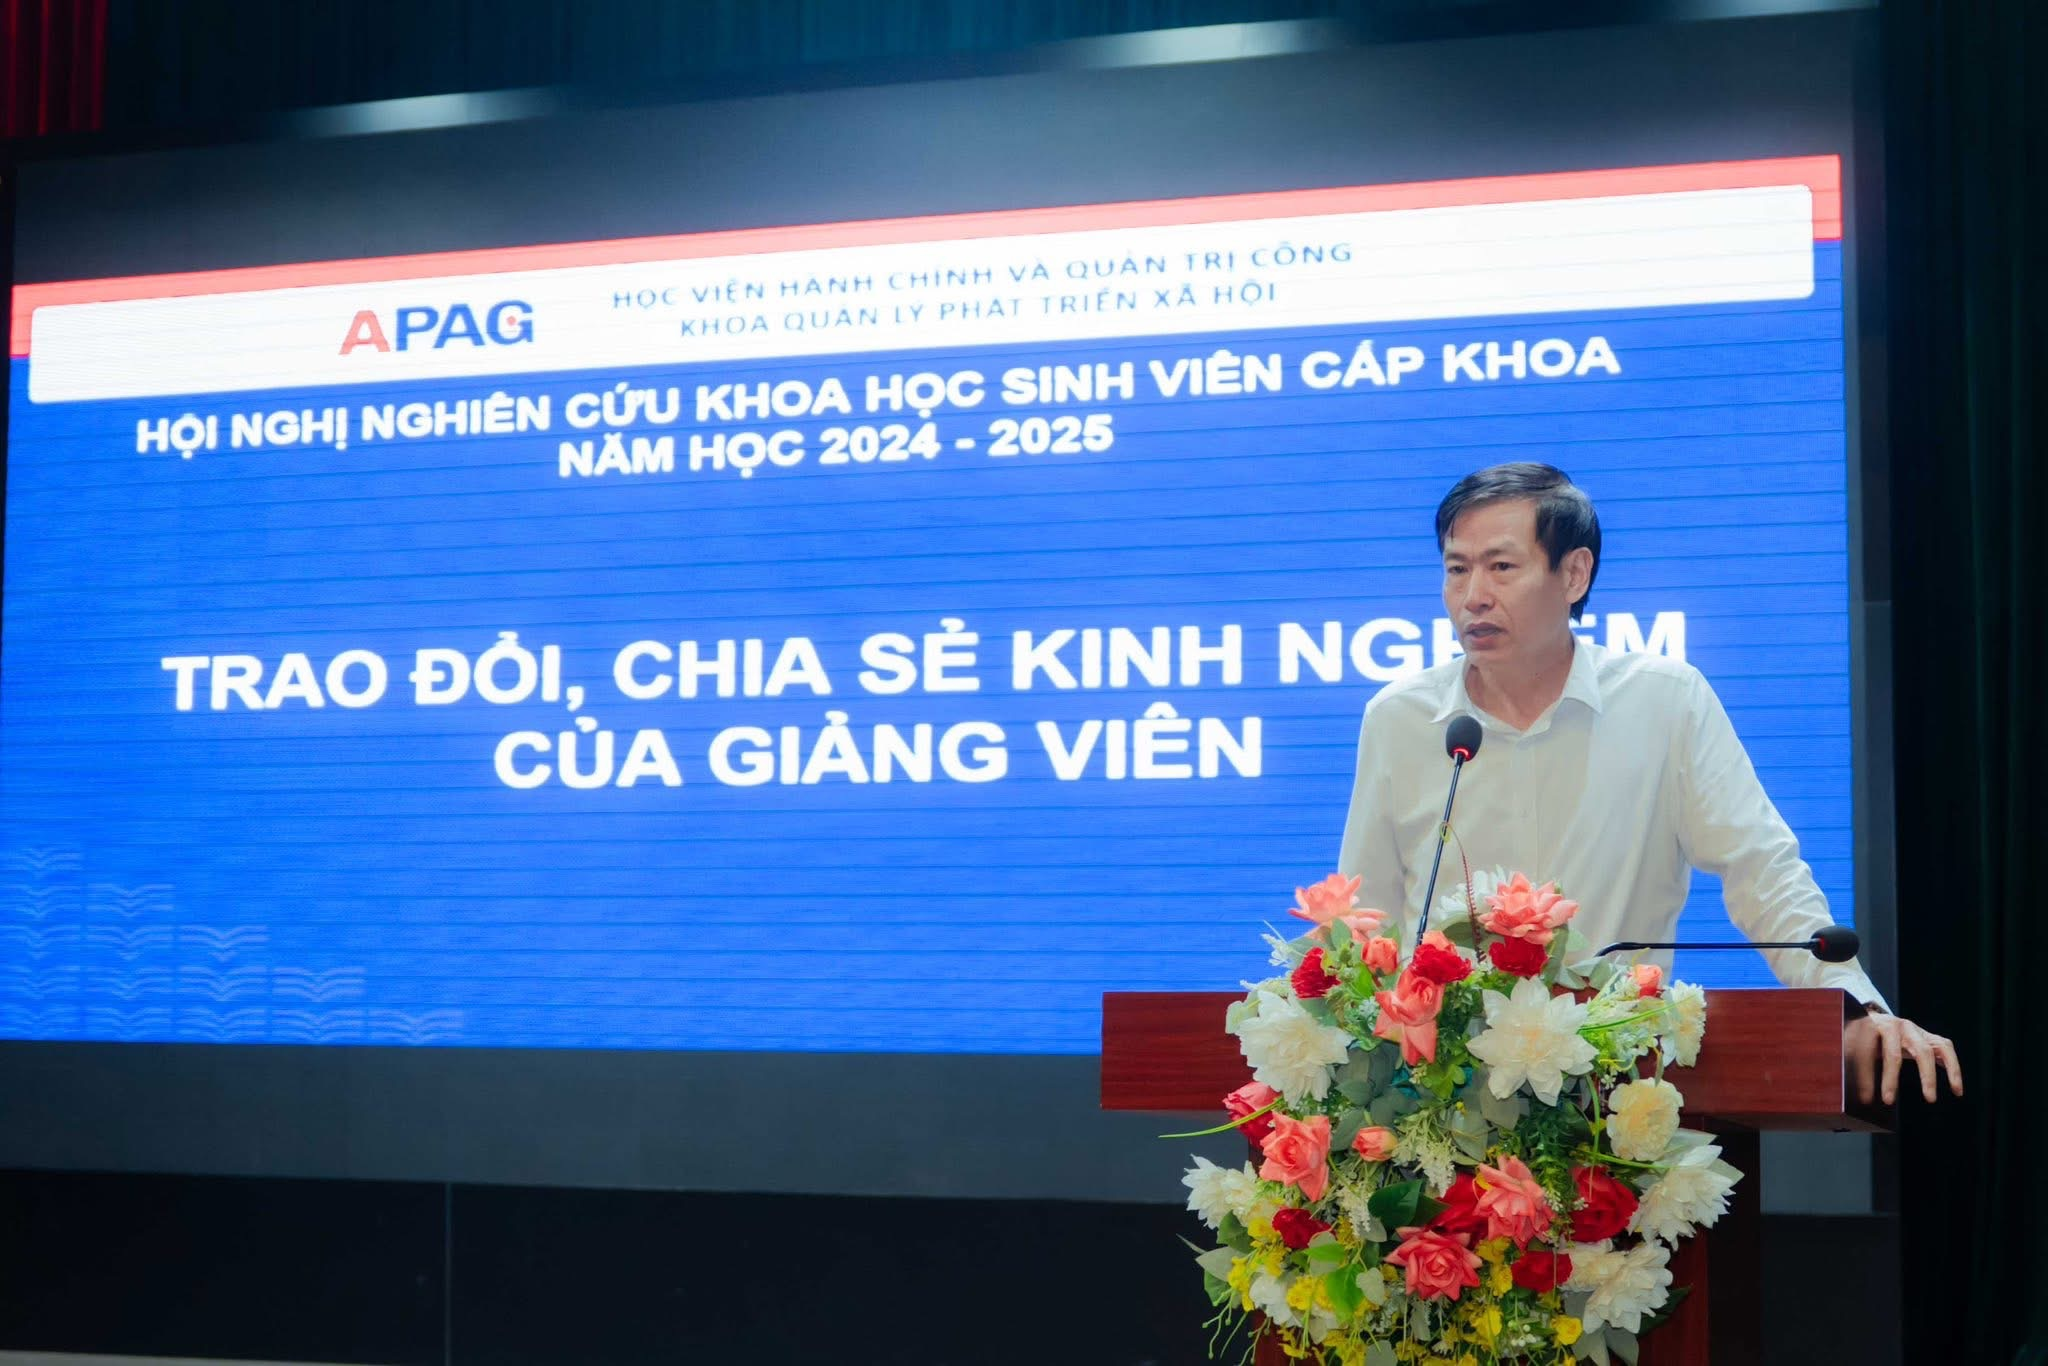 APAG
HỌC VIỆN HÀNH CHÍNH VÀ QUẢN TRỊ CÔNG
KHOA QUẢN LÝ PHÁT TRIỂN XÃ HỘI
HỘI NGHỊ NGHIÊN CỨU KHOA HỌC SINH VIÊN CẤP KHOA
NĂM HỌC 2024 - 2025
TRAO ĐỔI, CHIA SẺ KINH NGHIỆM
CỦA GIẢNG VIÊN